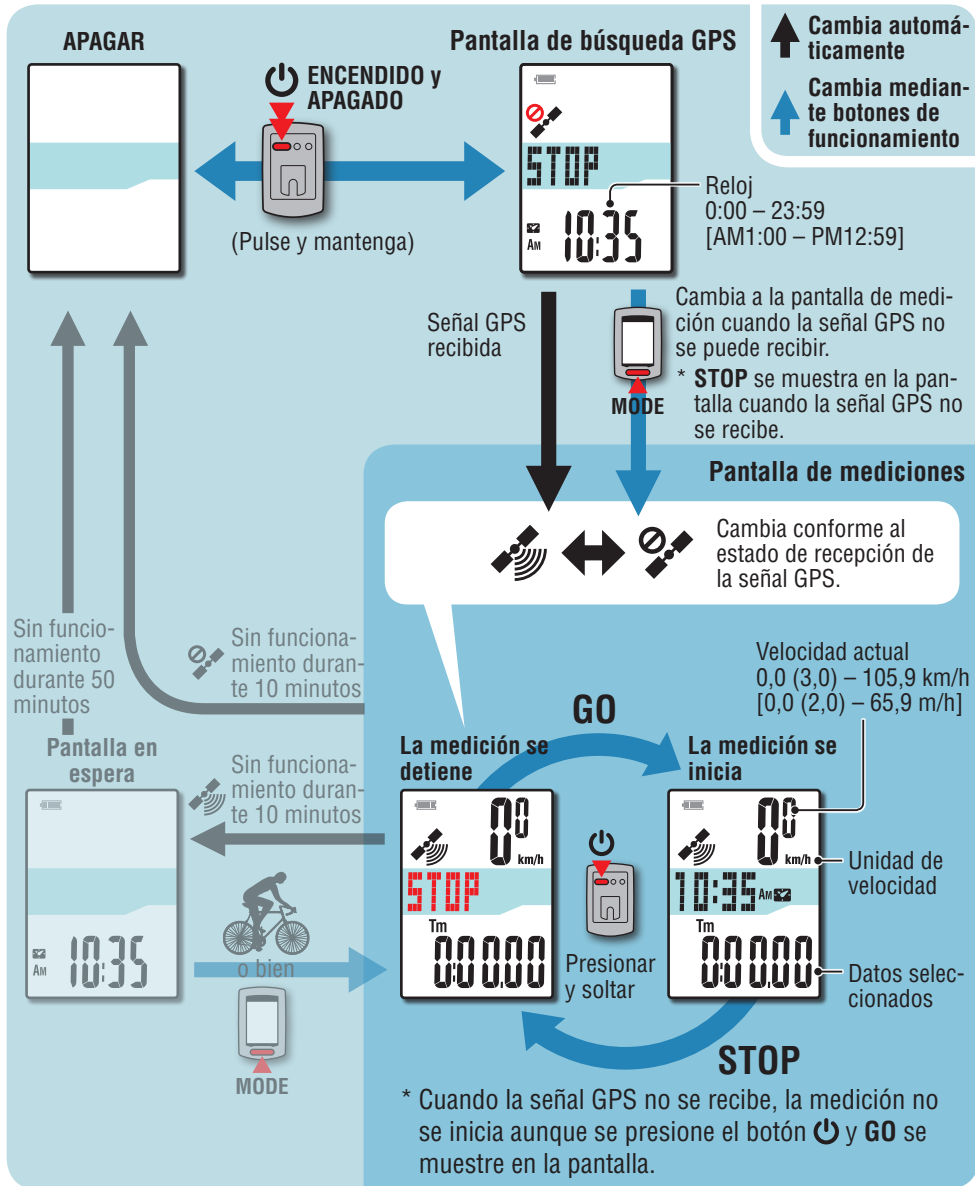 APAGAR
Pantalla de búsqueda GPS
Cambia automá-
ticamente
Cambia median-
te botones de
funcionamiento
ENCENDIDO y
APAGADO
(Pulse y mantenga)
STOP
AM 10:35
Reloj
0:00 – 23:59
[AM1:00 – PM12:59]
Señal GPS
recibida
MODE
Cambia a la pantalla de medi-
ción cuando la señal GPS no
se puede recibir.
* STOP se muestra en la pan-
talla cuando la señal GPS no
se recibe.
Pantalla de mediciones
Cambia conforme al
estado de recepción de
la señal GPS.
Sin funcio-
namiento
durante 50
minutos
Sin funciona-
miento duran-
te 10 minutos
Velocidad actual
0,0 (3,0) – 105,9 km/h
[0,0 (2,0) – 65,9 m/h]
Pantalla en
espera
Sin funciona-
miento duran-
te 10 minutos
AM 10:35
o bien
MODE
GO
La medición se
detiene
0.0
km/h
STOP
Tm
0:00.00
Presionar
y soltar
La medición se
inicia
0.0
km/h
10:35 AM
Tm
0:00.00
Unidad de
velocidad
Datos selec-
cionados
STOP
* Cuando la señal GPS no se recibe, la medición no
se inicia aunque se presione el botón y GO se
muestre en la pantalla.